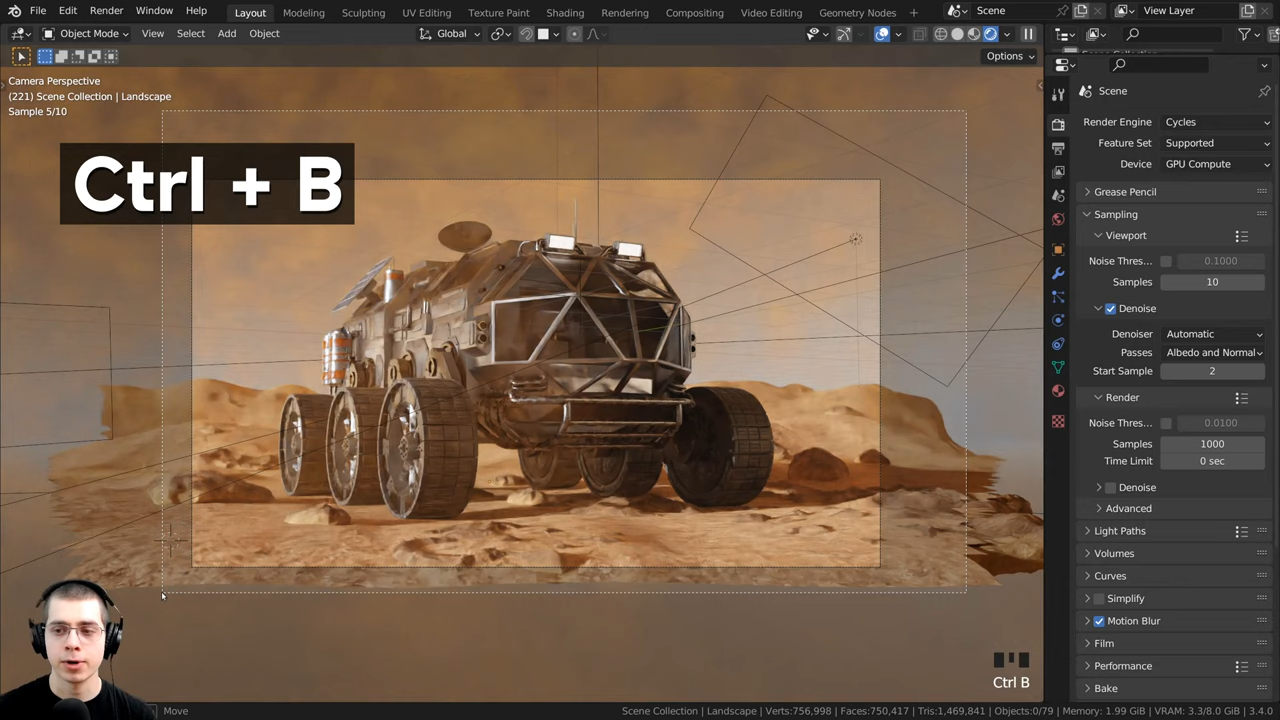 File Edit Render Window Help Layout Modeling Sculpting UV Editing Texture Paint Shading Rendering Compositing Video Editing Geometry Nodes + Scene View Layer
Object Mode View Select Add Object Global
Options
Camera Perspective
(221) Scene Collection | Landscape
Sample 5/10
Ctrl + B
Scene
Render Engine Cycles
Feature Set Supported
Device GPU Compute
Grease Pencil
Sampling
Viewport
Noise Thres... 0.1000
Samples 10
Denoise
Denoiser Automatic
Passes Albedo and Normal
Start Sample 2
Render
Noise Thres... 0.0100
Samples 1000
Time Limit 0 sec
Denoise
Advanced
Light Paths
Volumes
Curves
Simplify
Motion Blur
Film
Performance
Bake
Ctrl B
Move Scene Collection | Landscape | Verts:756,998 | Faces:750,417 | Tris:1,469,841 | Objects:0/79 | Memory: 1.99 GiB | VRAM: 3.3/8.0 GiB | 3.4.0